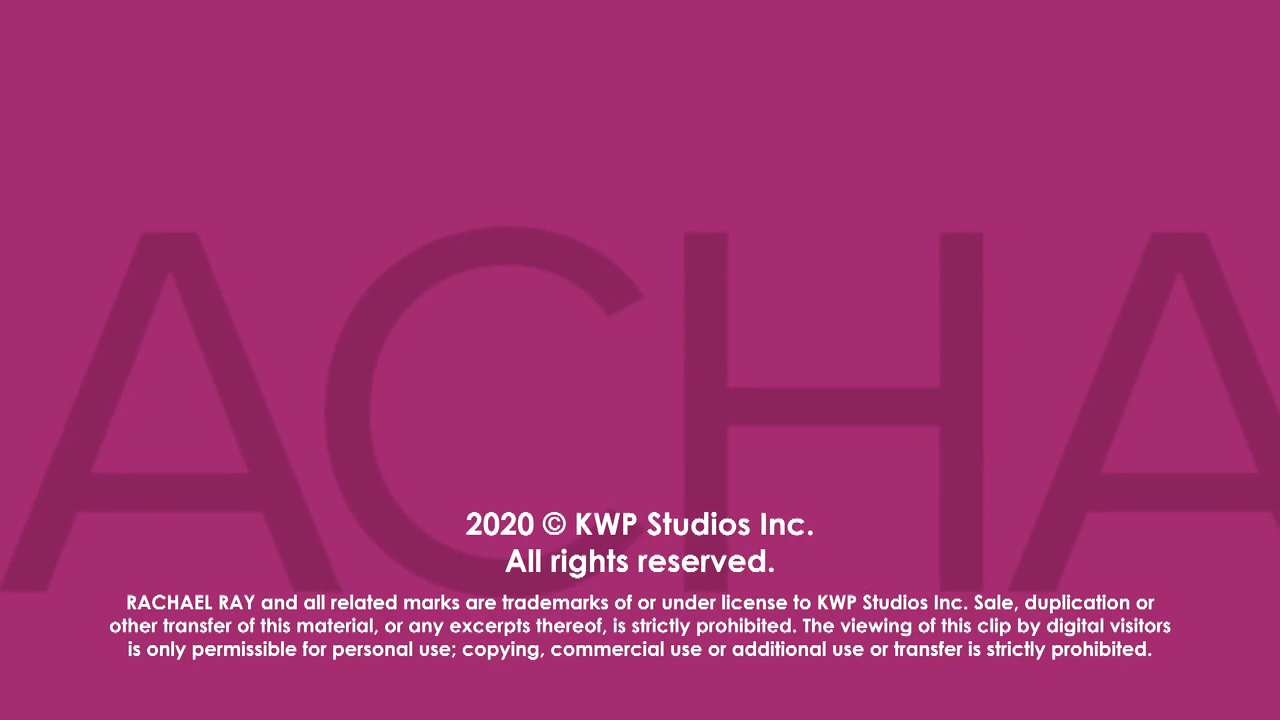 ACHA
2020 © KWP Studios Inc.
All rights reserved.
RACHAEL RAY and all related marks are trademarks of or under license to KWP Studios Inc. Sale, duplication or
other transfer of this material, or any excerpts thereof, is strictly prohibited. The viewing of this clip by digital visitors
is only permissible for personal use; copying, commercial use or additional use or transfer is strictly prohibited.